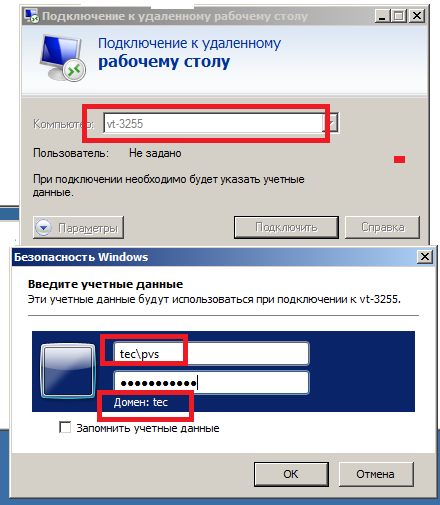 Подключение к удаленному рабочему столу
Подключение к удаленному
рабочему столу
Компьютер: vt-3255
Пользователь: Не задано
При подключении необходимо будет указать учетные
данные.
Параметры Подключить Справка
Безопасность Windows
Введите учетные данные
Эти учетные данные будут использоваться при подключении к vt-3255.
tec\pvs
●●●●●●●●●●●
Домен: tec
Запомнить учетные данные
ОК Отмена